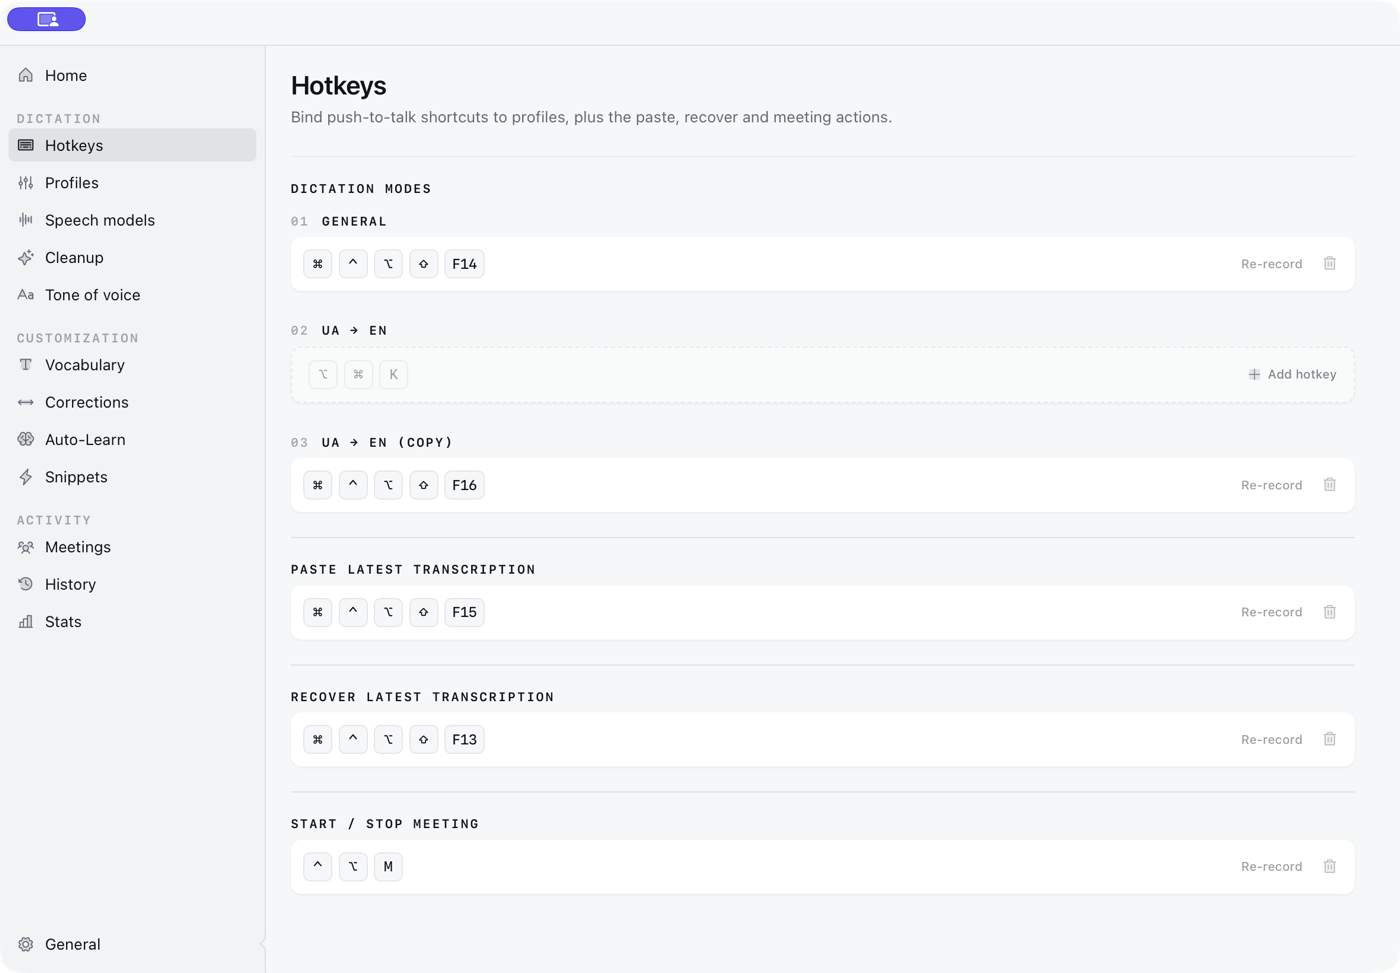 Home
DICTATION
Hotkeys
Profiles
Speech models
Cleanup
Aa Tone of voice
CUSTOMIZATION
Vocabulary
Corrections
Auto-Learn
Snippets
ACTIVITY
Meetings
History
Stats
General
Hotkeys
Bind push-to-talk shortcuts to profiles, plus the paste, recover and meeting actions.
DICTATION MODES
01 GENERAL
⌘ ^ ⌥ ⇧ F14 Re-record
02 UA → EN
⌥ ⌘ K + Add hotkey
03 UA → EN (COPY)
⌘ ^ ⌥ ⇧ F16 Re-record
PASTE LATEST TRANSCRIPTION
⌘ ^ ⌥ ⇧ F15 Re-record
RECOVER LATEST TRANSCRIPTION
⌘ ^ ⌥ ⇧ F13 Re-record
START / STOP MEETING
^ ⌥ M Re-record